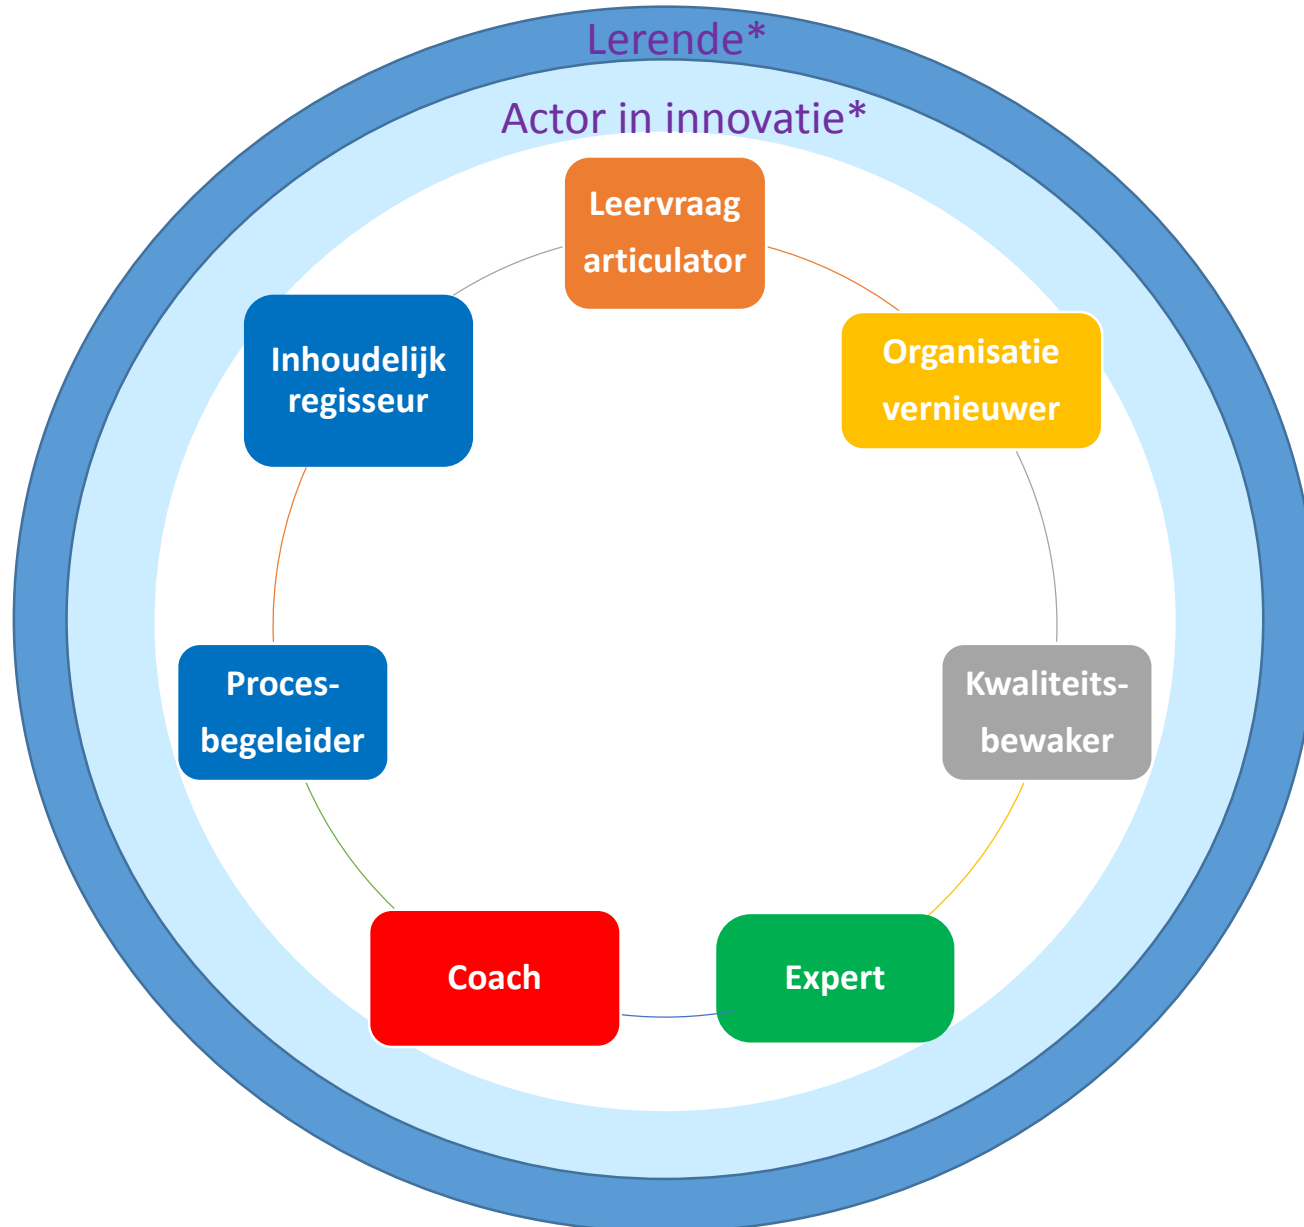 Lerende*
Actor in innovatie*
Leervraag
articulator
Organisatie
vernieuwer
Inhoudelijk
regisseur
Kwaliteits-
bewaker
Proces-
begeleider
Coach
Expert